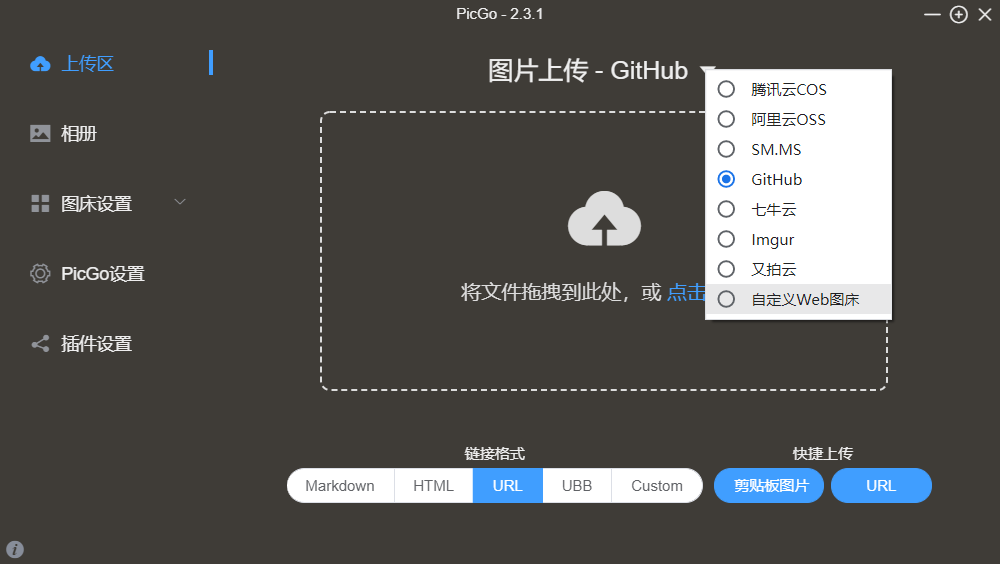 PicGo - 2.3.1
上传区
相册
图床设置
PicGo设置
插件设置
图片上传 - GitHub
腾讯云COS
阿里云OSS
SM.MS
GitHub
七牛云
Imgur
又拍云
自定义Web图床
将文件拖拽到此处，或 点击
链接格式
Markdown HTML URL UBB Custom
快捷上传
剪贴板图片 URL